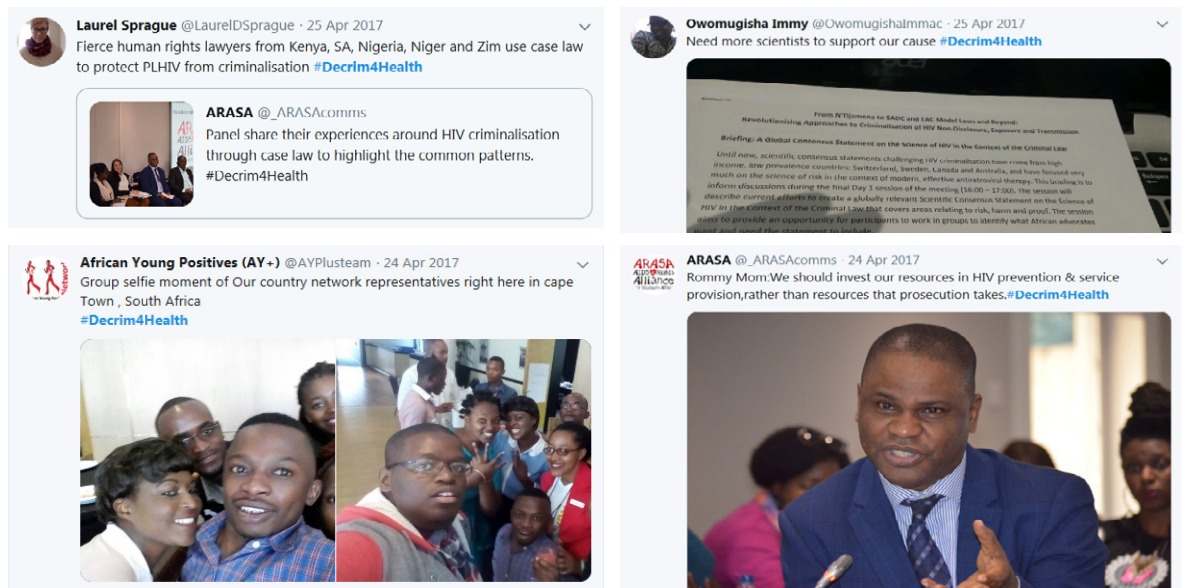 Laurel Sprague @LaurelDSprague · 25 Apr 2017
Fierce human rights lawyers from Kenya, SA, Nigeria, Niger and Zim use case law
to protect PLHIV from criminalisation #Decrim4Health
ARASA @_ARASAcomms
Panel share their experiences around HIV criminalisation
through case law to highlight the common patterns.
#Decrim4Health
Owomugisha Immy @OwomugishaImmac · 25 Apr 2017
Need more scientists to support our cause #Decrim4Health
acer
From N'Djamena to SADC and EAC Model Laws and Beyond:
Revolutionising Approaches to Criminalisation of HIV Non-Disclosure, Exposure and Transmission
Briefing: A Global Consensus Statement on the Science of HIV in the Context of the Criminal Law
Until now, scientific consensus statements challenging HIV criminalisation have come from high
income, low prevalence countries: Switzerland, Sweden, Canada and Australia, and have focused very
much on the science of risk in the context of modern, effective antiretroviral therapy. This briefing is to
inform discussions during the final Day 1 session of the meeting (16:00 – 17:00). The session will
describe current efforts to create a globally relevant Scientific Consensus Statement on the Science of
HIV in the Context of the Criminal Law that covers areas relating to risk, harm and proof. The session
aims to provide an opportunity for participants to work in groups to identify what African advocates
want and need the statement to include.
African Young Positives (AY+) @AYPlusteam · 24 Apr 2017
Group selfie moment of Our country network representatives right here in cape
Town , South Africa
#Decrim4Health
ARASA @_ARASAcomms · 24 Apr 2017
Rommy Mom:We should invest our resources in HIV prevention & service
provision,rather than resources that prosecution takes.#Decrim4Health
ARASA
Alliance